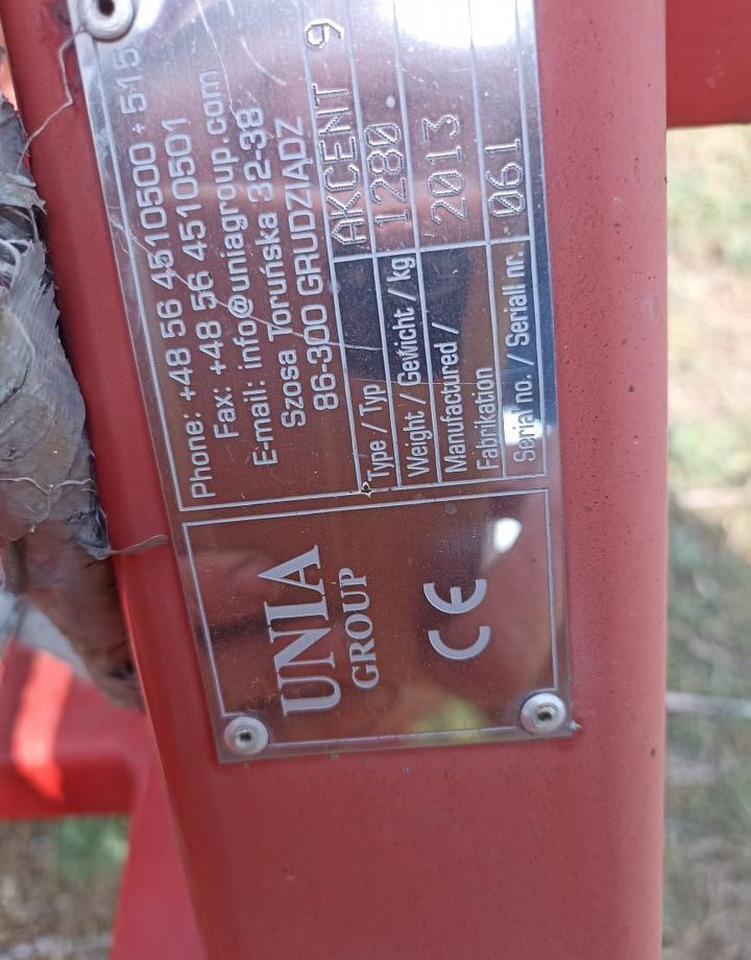 UNIA
GROUP
CE
Phone: +48 56 4510500 ÷ 515
Fax: +48 56 4510501
E-mail: info@uniagroup.com
Szosa Toruńska 32-38
86-300 GRUDZIĄDZ
Type / Typ AKCENT 9
Weight / Gewicht / kg 1280
Manufactured / 2013
Fabrikation
Serial no. / Seriall nr. 061